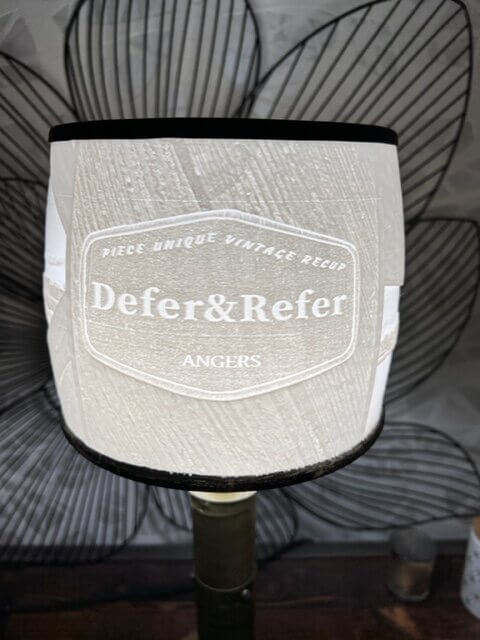 PIECE UNIQUE VINTAGE RECUP
Defer&Refer
ANGERS